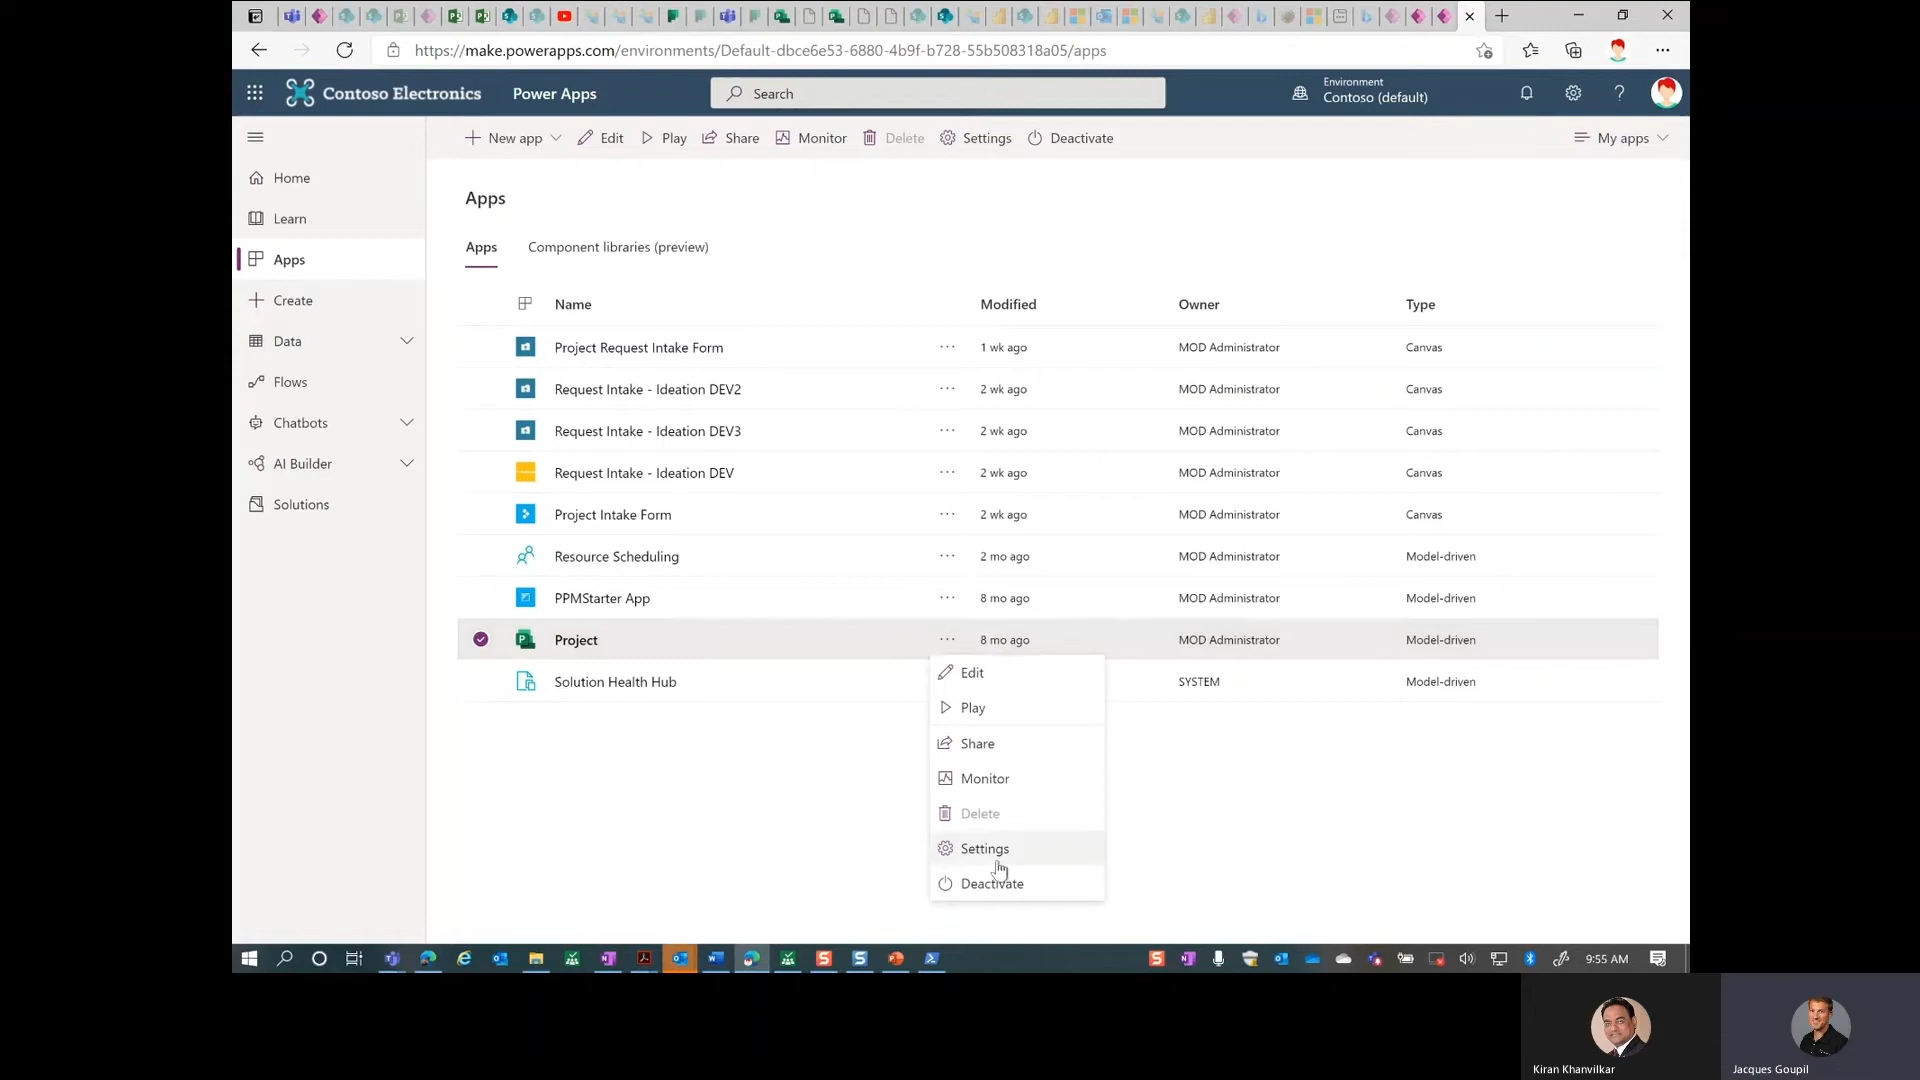 https://make.powerapps.com/environments/Default-dbce6e53-6880-4b9f-b728-55b508318a05/apps
Contoso Electronics
Power Apps
Search
Environment
Contoso (default)
New app
Edit
Play
Share
Monitor
Delete
Settings
Deactivate
My apps
Home
Learn
Apps
Create
Data
Flows
Chatbots
AI Builder
Solutions
Apps
Apps Component libraries (preview)
Name Modified Owner Type
Project Request Intake Form 1 wk ago MOD Administrator Canvas
Request Intake - Ideation DEV2 2 wk ago MOD Administrator Canvas
Request Intake - Ideation DEV3 2 wk ago MOD Administrator Canvas
Request Intake - Ideation DEV 2 wk ago MOD Administrator Canvas
Project Intake Form 2 wk ago MOD Administrator Canvas
Resource Scheduling 2 mo ago MOD Administrator Model-driven
PPMStarter App 8 mo ago MOD Administrator Model-driven
Project 8 mo ago MOD Administrator Model-driven
Solution Health Hub SYSTEM Model-driven
Edit
Play
Share
Monitor
Delete
Settings
Deactivate
9:55 AM
Kiran Khanvilkar
Jacques Goupil